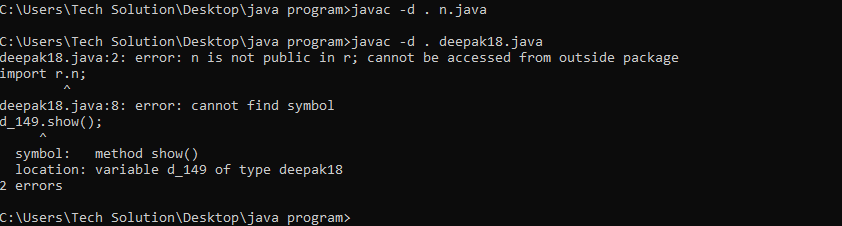 C:\Users\Tech Solution\Desktop\java program>javac -d . n.java
C:\Users\Tech Solution\Desktop\java program>javac -d . deepak18.java
deepak18.java:2: error: n is not public in r; cannot be accessed from outside package
import r.n;
^
deepak18.java:8: error: cannot find symbol
d_149.show();
^
symbol:   method show()
location: variable d_149 of type deepak18
2 errors
C:\Users\Tech Solution\Desktop\java program>